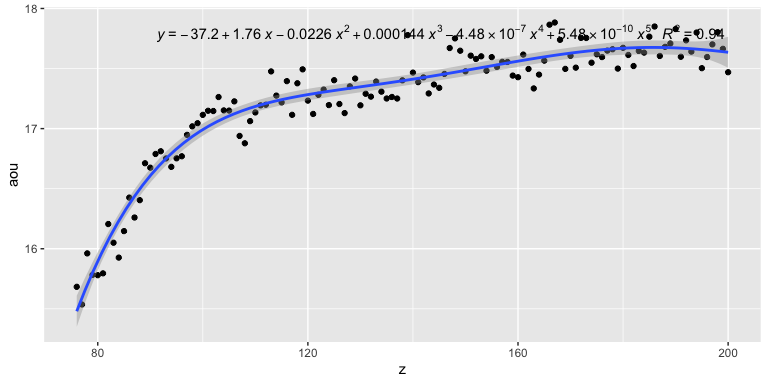 18
y = − 37.2 + 1.76 x − 0.0226 x² + 0.000144 x³ − 4.48 × 10⁻⁷ x⁴ + 5.48 × 10⁻¹⁰ x⁵ R² = 0.94
17
aou
16
80 120 160 200
z